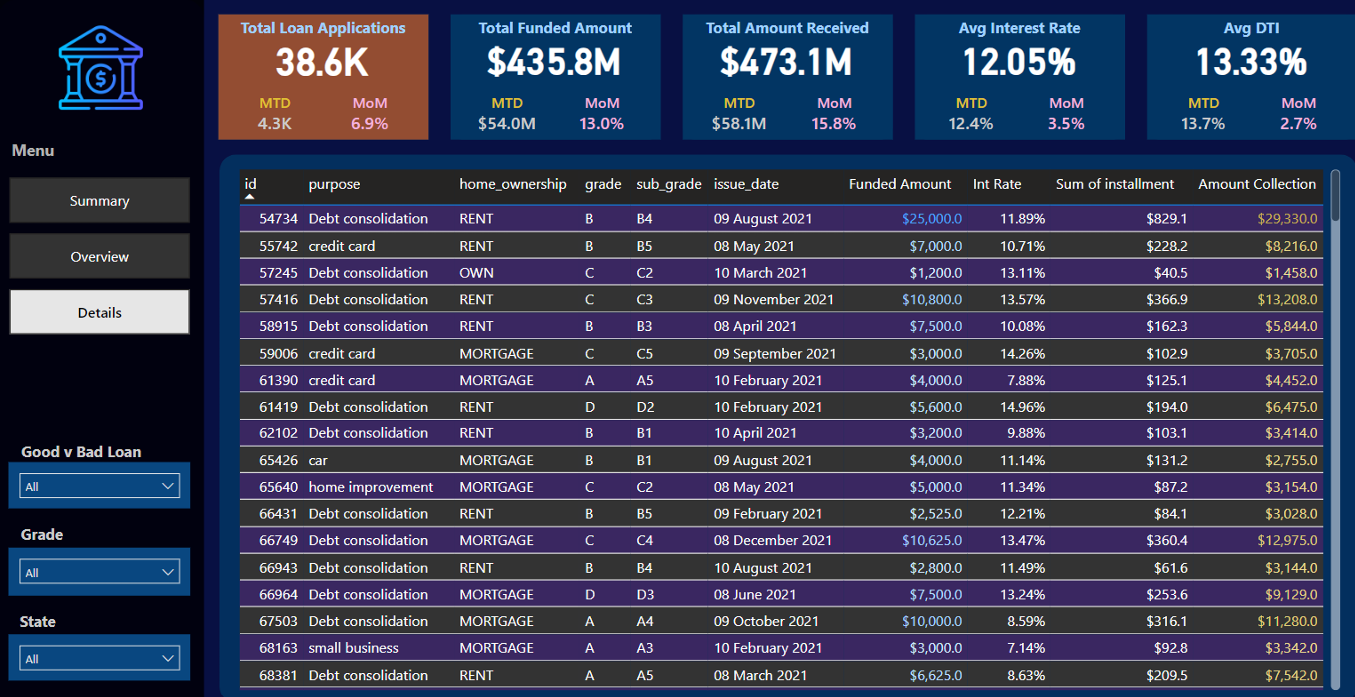 Total Loan Applications
38.6K
MTD MoM
4.3K 6.9%
Total Funded Amount
$435.8M
MTD MoM
$54.0M 13.0%
Total Amount Received
$473.1M
MTD MoM
$58.1M 15.8%
Avg Interest Rate
12.05%
MTD MoM
12.4% 3.5%
Avg DTI
13.33%
MTD MoM
13.7% 2.7%
$
Menu
Summary
Overview
Details
Good v Bad Loan
All
Grade
All
State
All
id purpose home_ownership grade sub_grade issue_date Funded Amount Int Rate Sum of installment Amount Collection
54734 Debt consolidation RENT B B4 09 August 2021 $25,000.0 11.89% $829.1 $29,330.0
55742 credit card RENT B B5 08 May 2021 $7,000.0 10.71% $228.2 $8,216.0
57245 Debt consolidation OWN C C2 10 March 2021 $1,200.0 13.11% $40.5 $1,458.0
57416 Debt consolidation RENT C C3 09 November 2021 $10,800.0 13.57% $366.9 $13,208.0
58915 Debt consolidation RENT B B3 08 April 2021 $7,500.0 10.08% $162.3 $5,844.0
59006 credit card MORTGAGE C C5 09 September 2021 $3,000.0 14.26% $102.9 $3,705.0
61390 credit card MORTGAGE A A5 10 February 2021 $4,000.0 7.88% $125.1 $4,452.0
61419 Debt consolidation RENT D D2 10 February 2021 $5,600.0 14.96% $194.0 $6,475.0
62102 Debt consolidation RENT B B1 10 April 2021 $3,200.0 9.88% $103.1 $3,414.0
65426 car MORTGAGE B B1 09 August 2021 $4,000.0 11.14% $131.2 $2,755.0
65640 home improvement MORTGAGE C C2 08 May 2021 $5,000.0 11.34% $87.2 $3,154.0
66431 Debt consolidation RENT B B5 09 February 2021 $2,525.0 12.21% $84.1 $3,028.0
66749 Debt consolidation MORTGAGE C C4 08 December 2021 $10,625.0 13.47% $360.4 $12,975.0
66943 Debt consolidation RENT B B4 10 August 2021 $2,800.0 11.49% $61.6 $3,144.0
66964 Debt consolidation MORTGAGE D D3 08 June 2021 $7,500.0 13.24% $253.6 $9,129.0
67503 Debt consolidation MORTGAGE A A4 09 October 2021 $10,000.0 8.59% $316.1 $11,280.0
68163 small business MORTGAGE A A3 10 February 2021 $3,000.0 7.14% $92.8 $3,342.0
68381 Debt consolidation RENT A A5 08 March 2021 $6,625.0 8.63% $209.5 $7,542.0